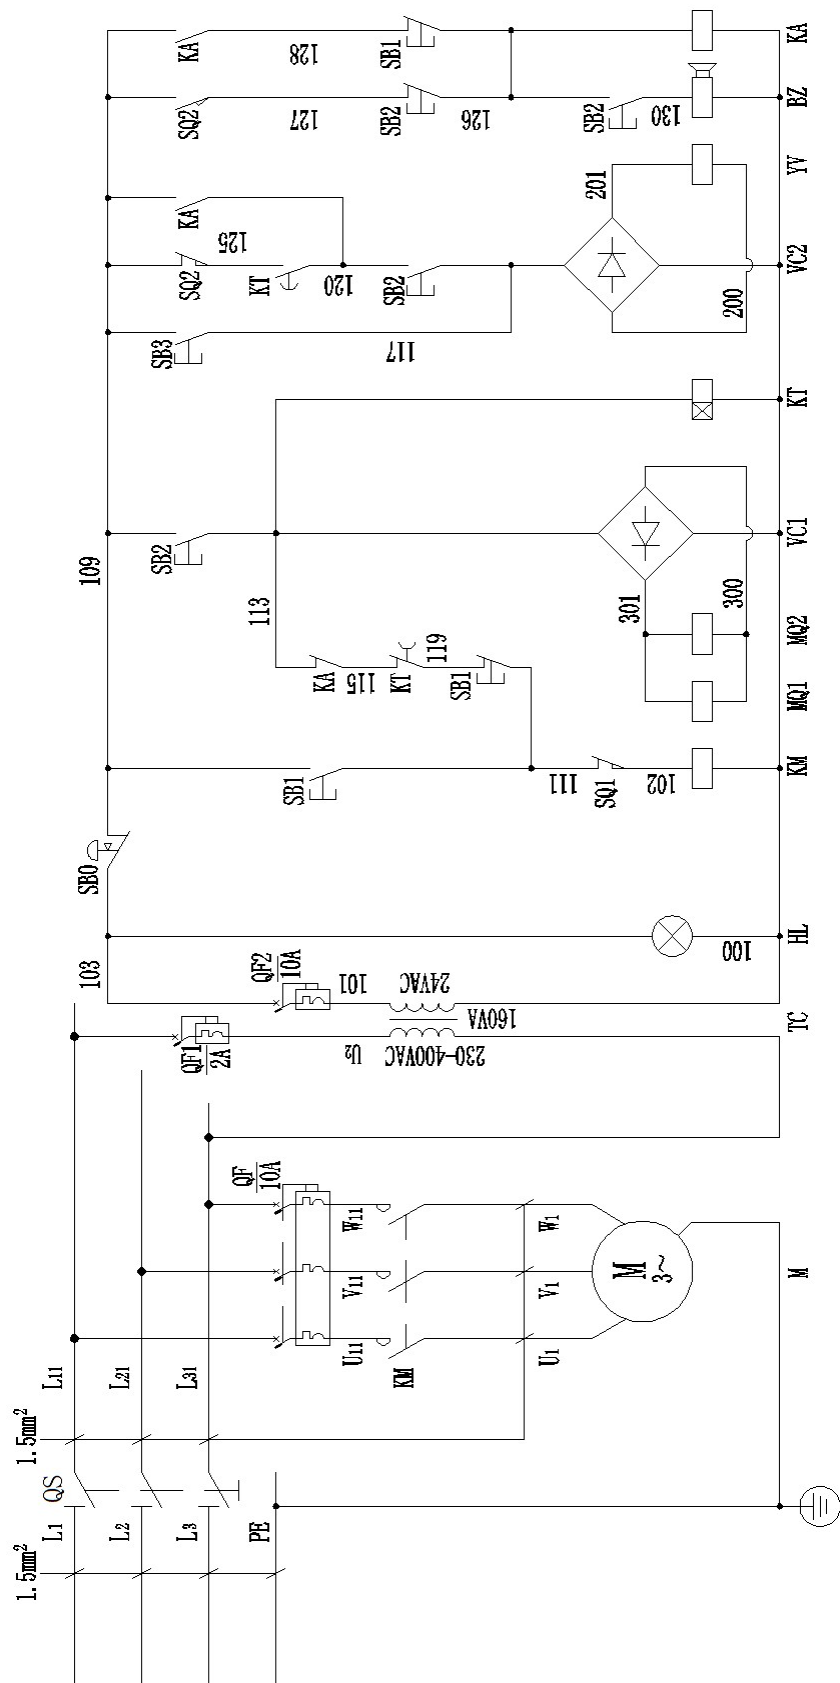 1.5mm²
L1
L2
L3
PE
QS
1.5mm²
L11
L21
L31
QF
10A
U11
V11
W11
KM
U1
V1
W1
M
3~
M
QF1
2A
U2
230-400VAC
160VA
24VAC
TC
QF2
10A
101
103
100
HL
SB0
109
SB1
111
SQ1
102
KM
113
KA
115
KT
119
SB1
MQ1
MQ2
301
300
SB2
VC1
KT
SB3
117
SQ2
125
KT
120
SB2
KA
201
200
VC2
YV
SQ2
127
SB2
126
SB2
130
BZ
KA
128
SB1
KA